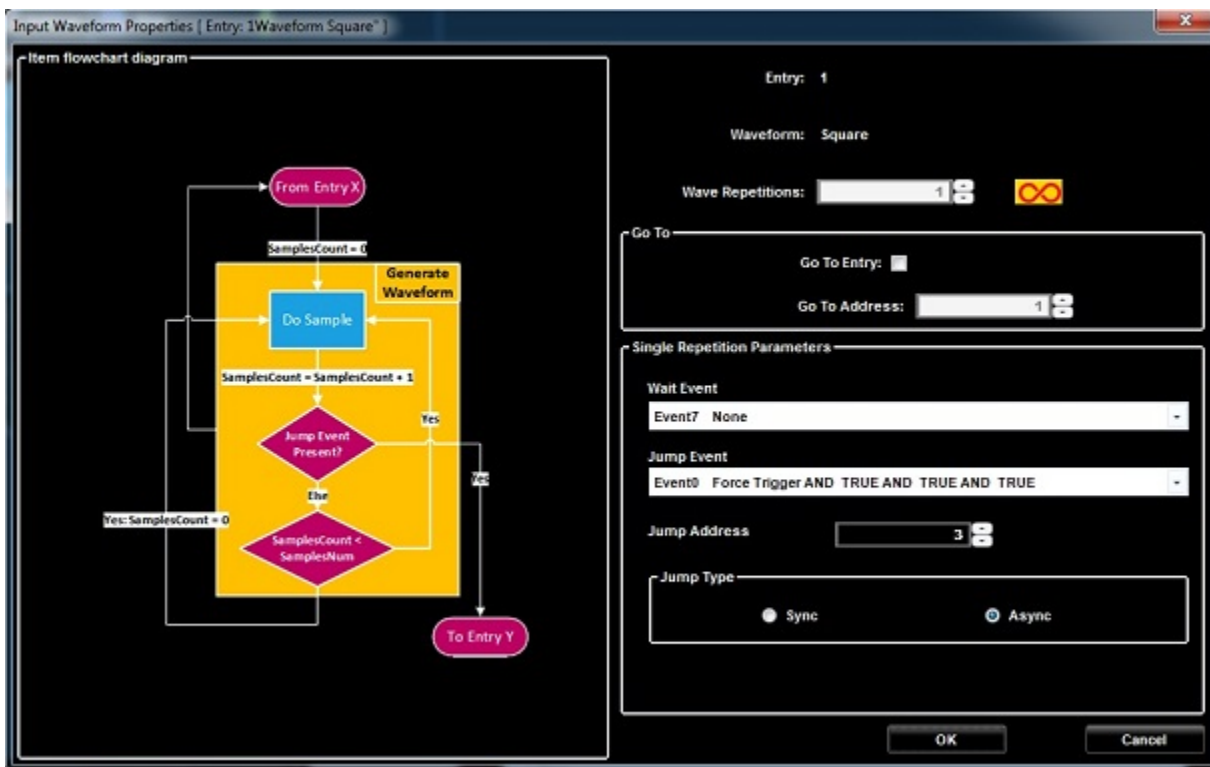 Input Waveform Properties [ Entry: 1Waveform Square" ]
x
Item flowchart diagram
From Entry X
SamplesCount = 0
Generate
Waveform
Do Sample
SamplesCount = SamplesCount + 1
Yes
Jump Event
Present?
Yes
Else
Yes: SamplesCount = 0
SamplesCount <
SamplesNum
To Entry Y
Entry: 1
Waveform: Square
Wave Repetitions: 1
∞
Go To
Go To Entry:
Go To Address: 1
Single Repetition Parameters
Wait Event
Event7 None
Jump Event
Event0 Force Trigger AND TRUE AND TRUE AND TRUE
Jump Address 3
Jump Type
Sync Async
OK Cancel